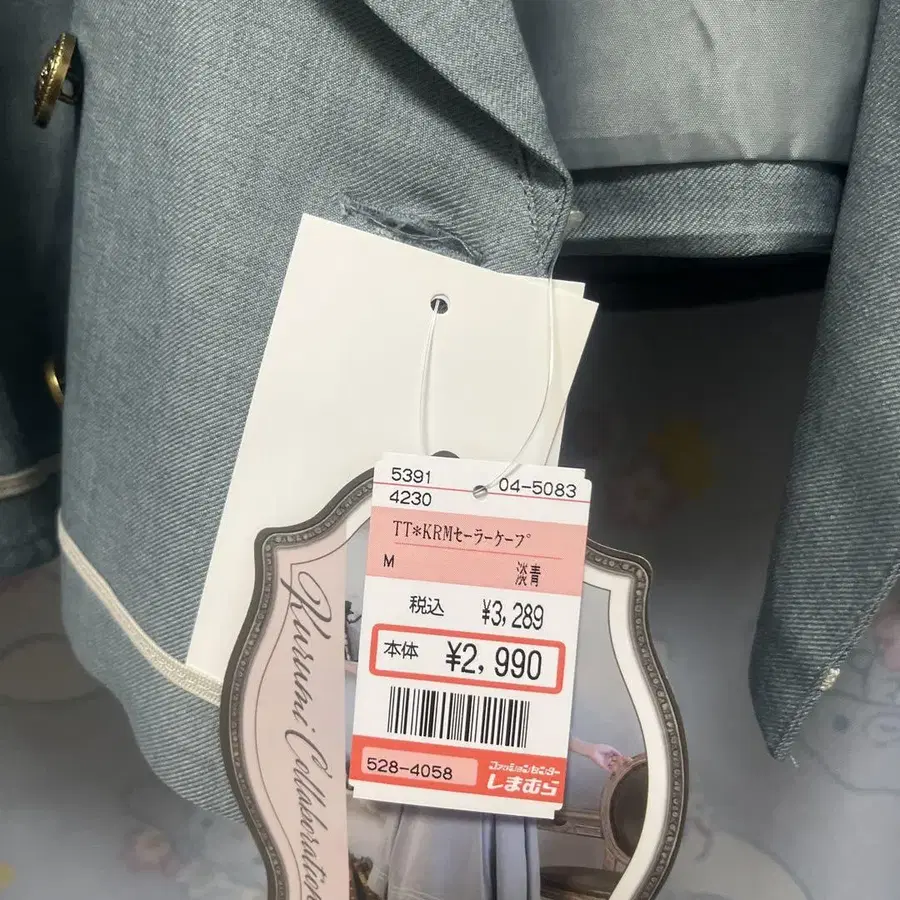 5391
04-5083
4230
TT*KRMセーラーケープ
M
淡青
税込 ¥3,289
本体 ¥2,990
528-4058
ファッションセンター
しまむら
Kurumi Collaboration